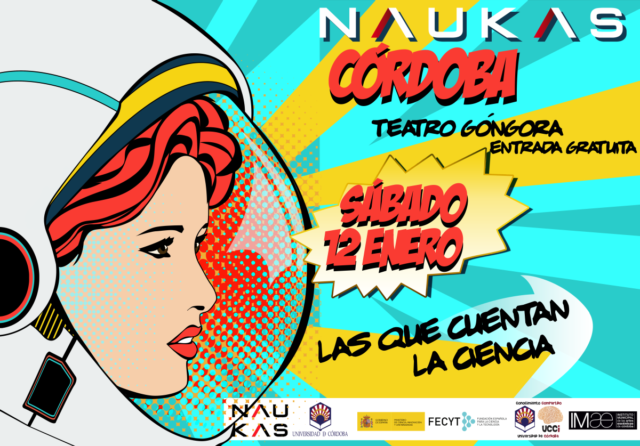 NAUKAS
CÓRDOBA
TEATRO GÓNGORA
ENTRADA GRATUITA
SÁBADO
12 ENERO
LAS QUE CUENTAN
LA CIENCIA
NAU
KAS
UNIVERSIDAD DE CÓRDOBA
FECYT
UCCi
IMae